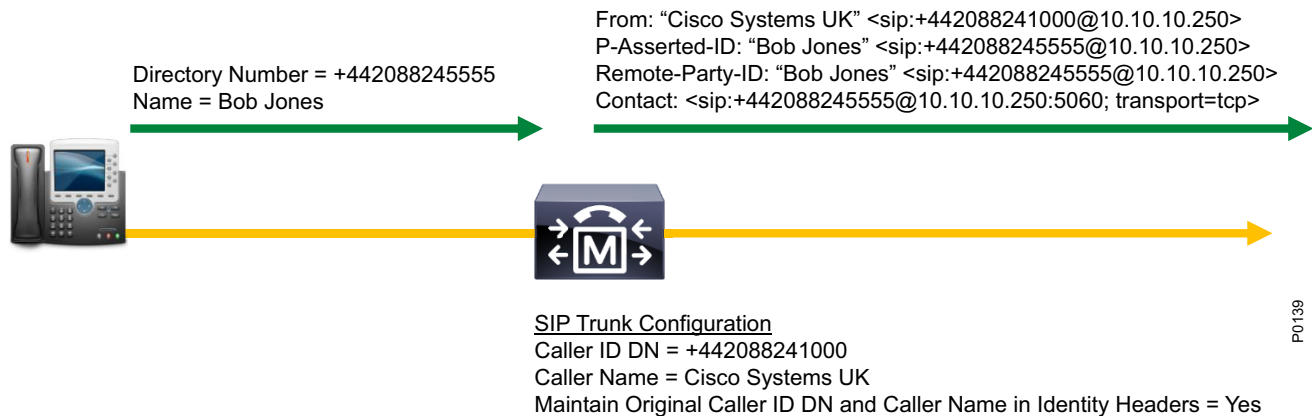 Directory Number = +442088245555
Name = Bob Jones
From: “Cisco Systems UK” <sip:+442088241000@10.10.10.250>
P-Asserted-ID: “Bob Jones” <sip:+442088245555@10.10.10.250>
Remote-Party-ID: “Bob Jones” <sip:+442088245555@10.10.10.250>
Contact: <sip:+442088245555@10.10.10.250:5060; transport=tcp>
M
SIP Trunk Configuration
Caller ID DN = +442088241000
Caller Name = Cisco Systems UK
Maintain Original Caller ID DN and Caller Name in Identity Headers = Yes
P0139